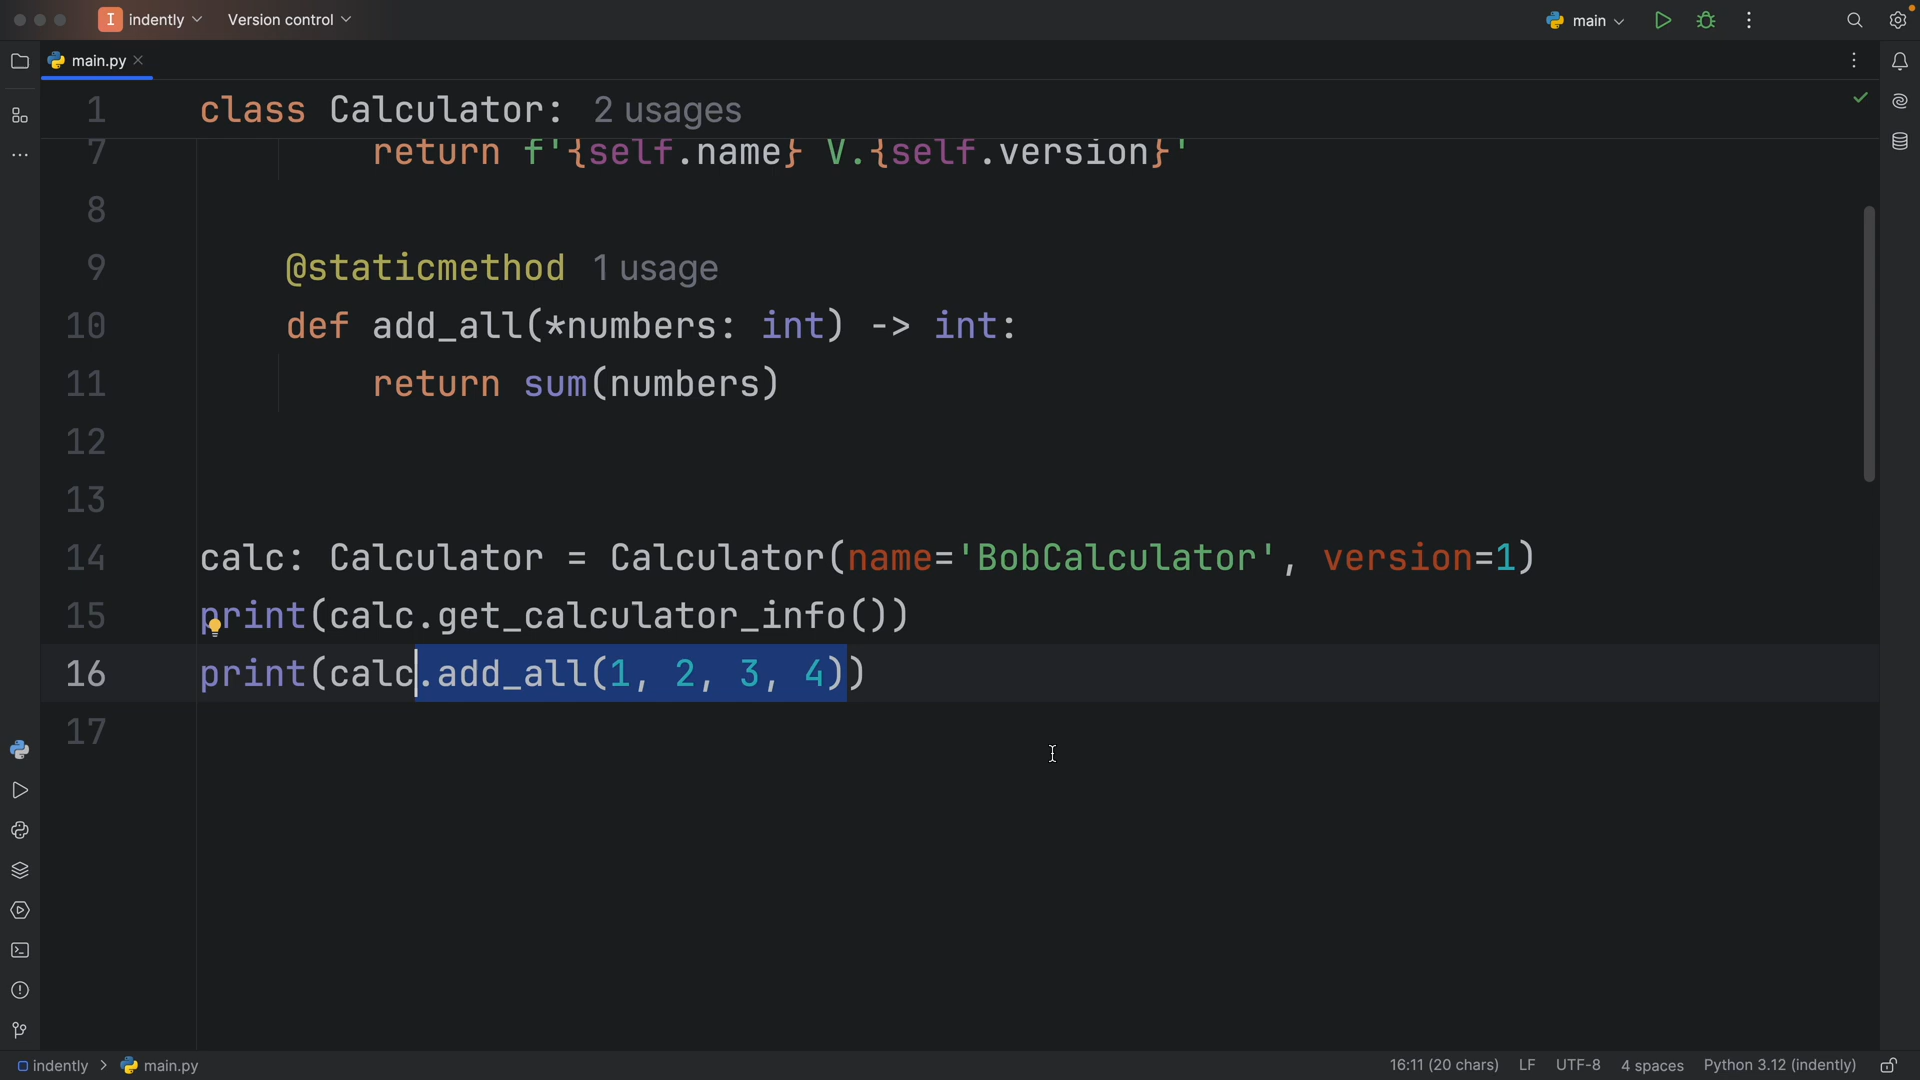 I indently Version control main
main.py
1 class Calculator: 2 usages
7 return f'{self.name} V.{self.version}'
8
9 @staticmethod 1 usage
10 def add_all(*numbers: int) -> int:
11 return sum(numbers)
12
13
14 calc: Calculator = Calculator(name='BobCalculator', version=1)
15 print(calc.get_calculator_info())
16 print(calc.add_all(1, 2, 3, 4))
17
indently > main.py 16:11 (20 chars) LF UTF-8 4 spaces Python 3.12 (indently)